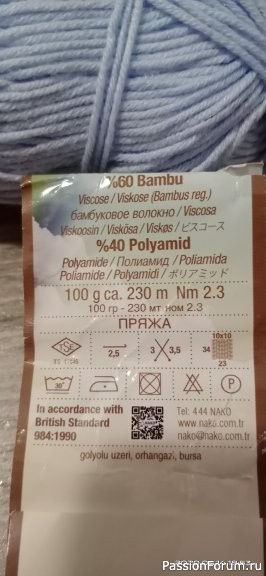 %60 Bambu
Viscose / Viskose (Bambus reg.)
бамбуковое волокно / Viscosa
Viskoosin / Viskósa / Viskøs / ビスコース
%40 Polyamid
Polyamide / Полиамид / Poliamida
Poliamide / Polyamidi / ポリアミッド
100 g ca. 230 m Nm 2.3
100 гр - 230 мт ном 2.3
ПРЯЖА
TSE
2,5
3
3,5
34
10x10
23
30°
P
In accordance with
British Standard
984:1990
Tel: 444 NAKO
www.nako.com.tr
nako@nako.com.tr
golyolu uzeri, orhangazi, bursa
PassionForum.ru